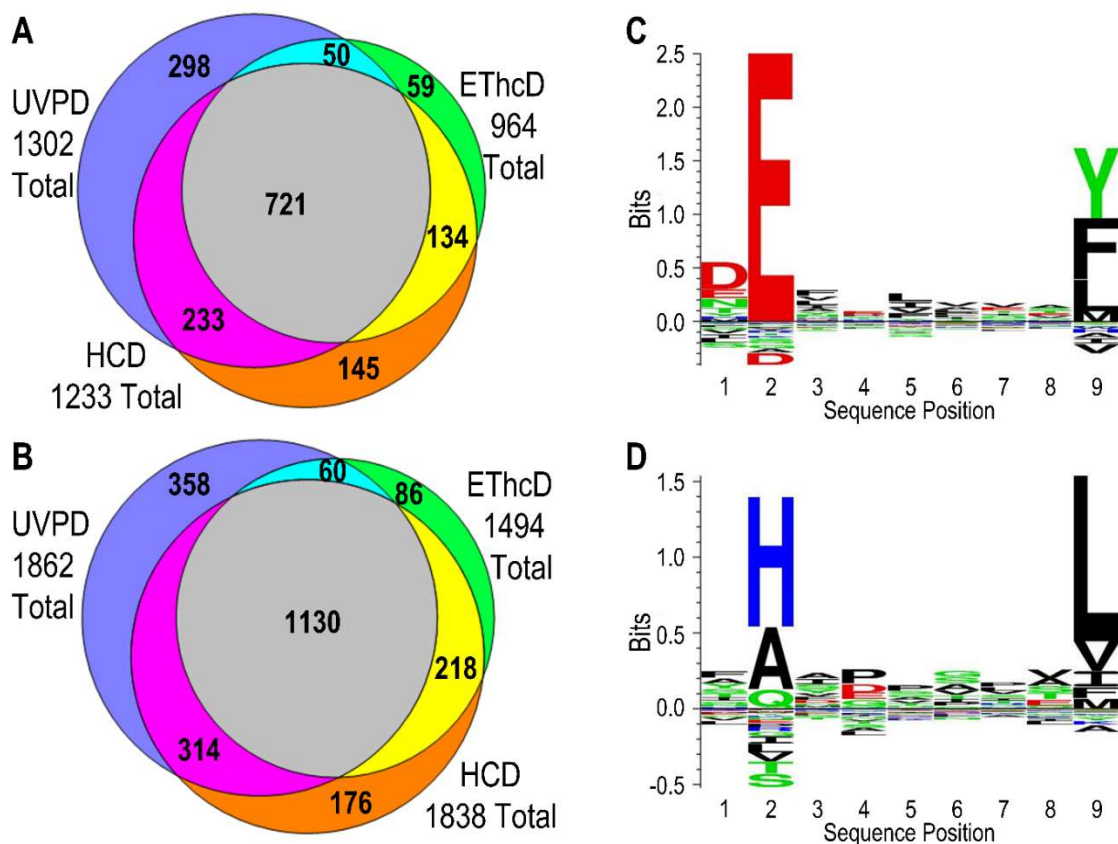 A
298
50
59
UVPD
1302
Total
EThcD
964
Total
721
134
233
HCD
1233 Total
145
B
358
60
86
UVPD
1862
Total
EThcD
1494
Total
1130
218
314
176
HCD
1838 Total
C
2.5
2.0
1.5
1.0
0.5
0.0
Bits
D
E
Y
F
D
1 2 3 4 5 6 7 8 9
Sequence Position
D
1.5
1.0
0.5
0.0
-0.5
Bits
H
A
Q
P
L
V
I
F
M
S
1 2 3 4 5 6 7 8 9
Sequence Position